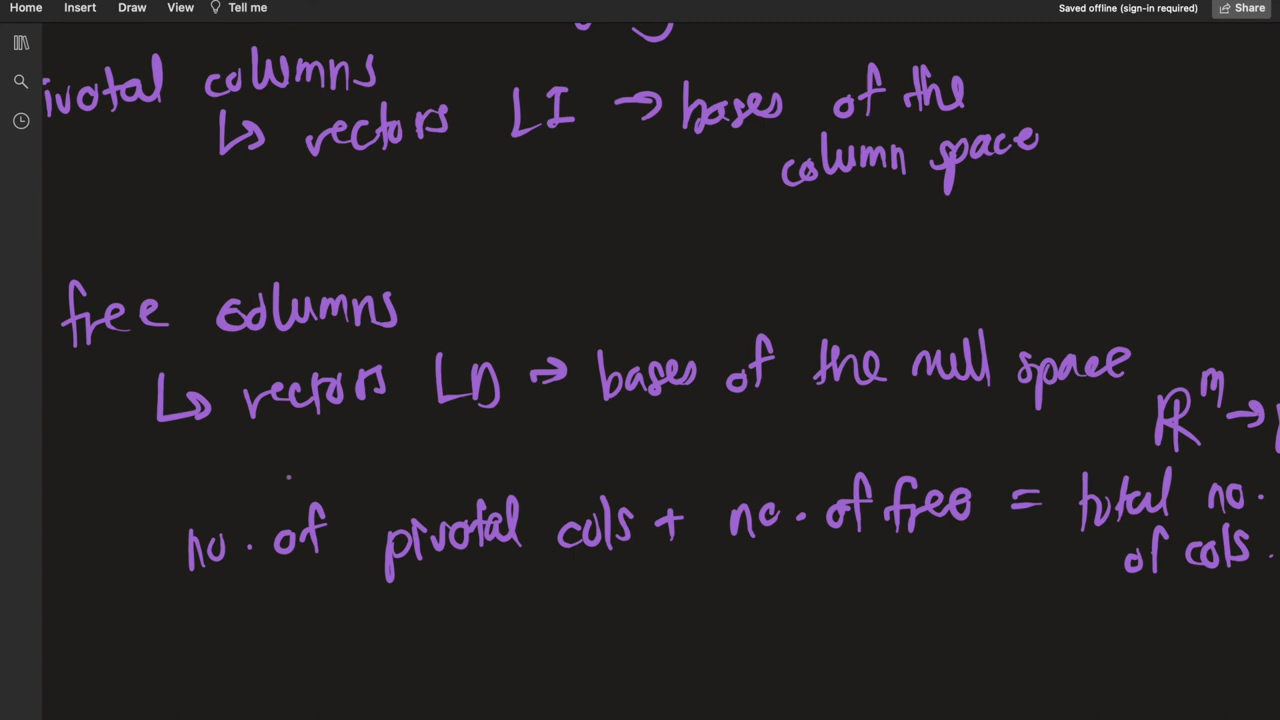 Home Insert Draw View Tell me Saved offline (sign-in required) Share
ivotal columns
↳ vectors LI → bases of the
column space
free columns
↳ vectors LD → bases of the null space
ℝᵐ →
no. of pivotal cols + no. of free = total no.
of cols.